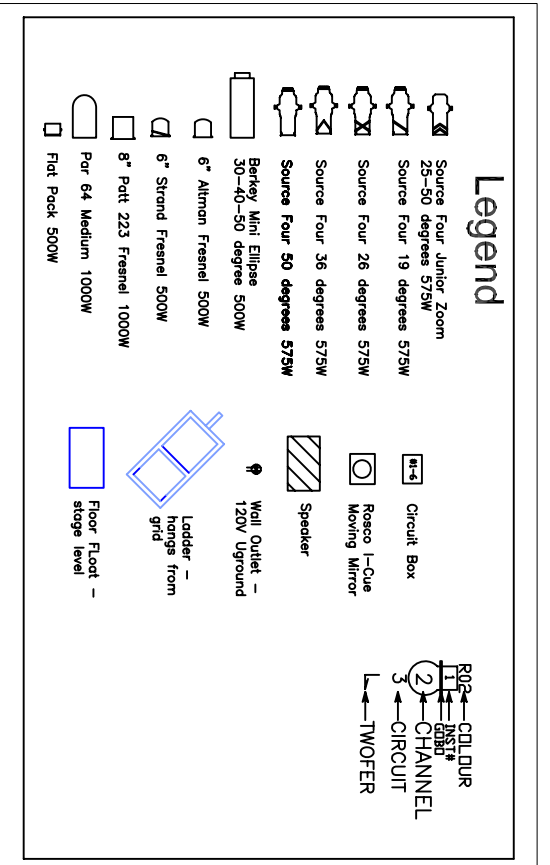 Legend
Source Four Junior Zoom
25-50 degrees 575W
Source Four 19 degrees 575W
Source Four 26 degrees 575W
Source Four 36 degrees 575W
Source Four 50 degrees 575W
Berkey Mini Ellipse
30-40-50 degree 500W
6" Altman Fresnel 500W
6" Strand Fresnel 500W
8" Patt 223 Fresnel 1000W
Par 64 Medium 1000W
Flat Pack 500W
#1-6
Circuit Box
Rosco I-Cue
Moving Mirror
Speaker
Wall Outlet -
120V Uground
Ladder -
hangs from
grid
Floor FLoat -
stage level
R02 COLOUR
1 INST#
GOBO
2 CHANNEL
3 CIRCUIT
L TWOFER